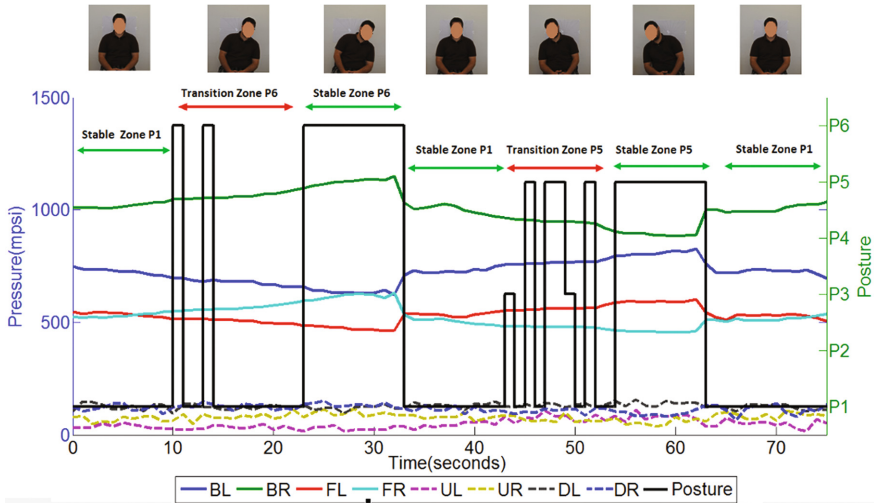 1500
1000
500
0
Pressure(mpsi)
Stable Zone P1
Transition Zone P6
Stable Zone P6
Stable Zone P1
Transition Zone P5
Stable Zone P5
Stable Zone P1
P6
P5
P4
P3
P2
P1
Posture
0 10 20 30 40 50 60 70
Time(seconds)
BL BR FL FR UL UR DL DR Posture